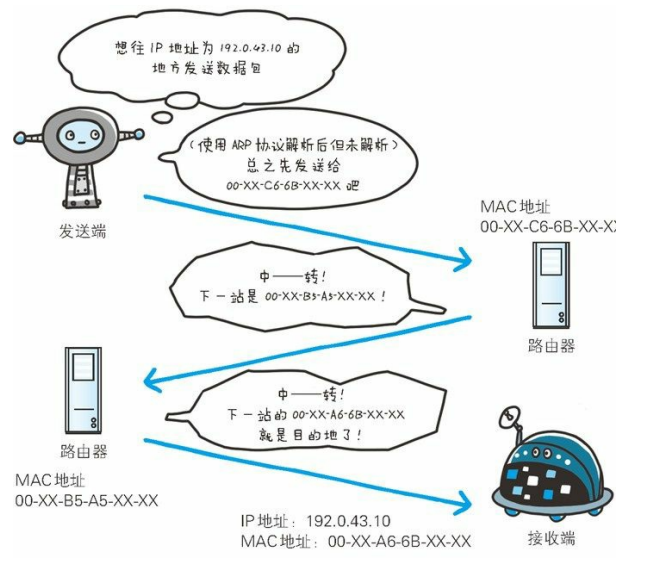 想往 IP 地址为 192.0.43.10 的
地方发送数据包
(使用 ARP 协议解析后但未解析)
总之先发送给
00-XX-C6-6B-XX-XX 吧
发送端
MAC 地址
00-XX-C6-6B-XX-X
路由器
中——转!
下一站是 00-XX-B5-A5-XX-XX !
中——转!
下一站的 00-XX-A6-6B-XX-XX
就是目的地了!
路由器
MAC 地址
00-XX-B5-A5-XX-XX
IP 地址: 192.0.43.10
MAC 地址: 00-XX-A6-6B-XX-XX
接收端